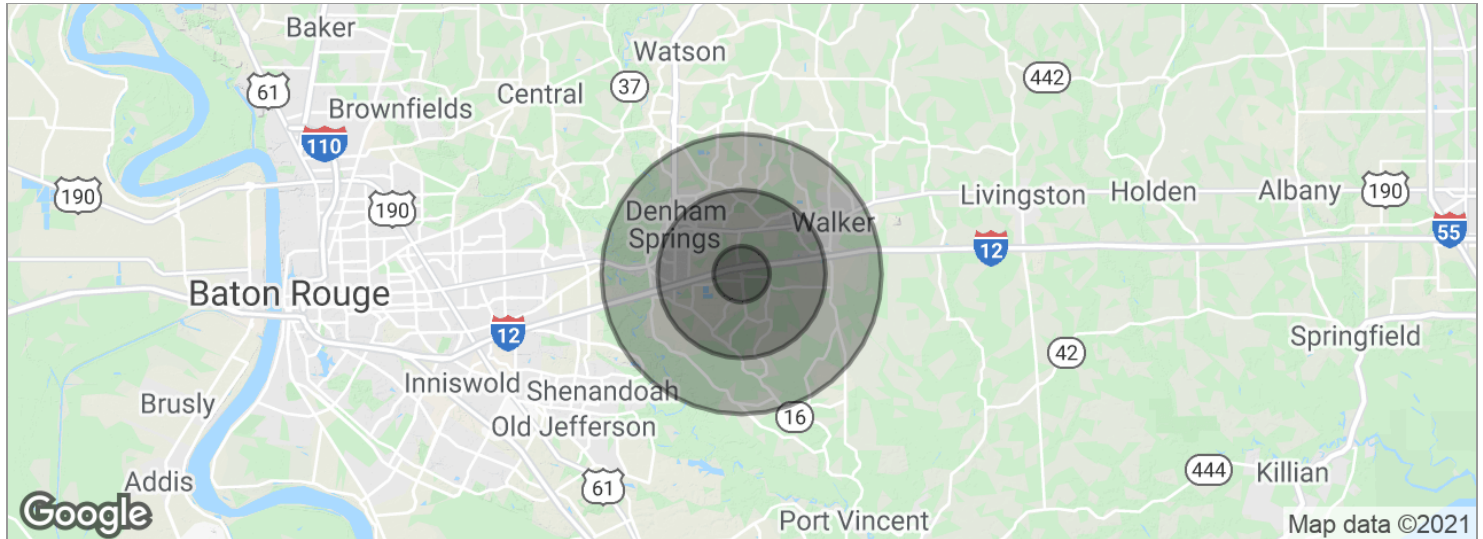 Baker
Watson
442
61
37
Central
Brownfields
110
190
190
Denham
Springs
Walker
Livingston
Holden
Albany
190
55
12
Baton Rouge
12
Springfield
42
Inniswold
Shenandoah
Brusly
16
Old Jefferson
444
Killian
Addis
61
Google
Port Vincent
Map data ©2021